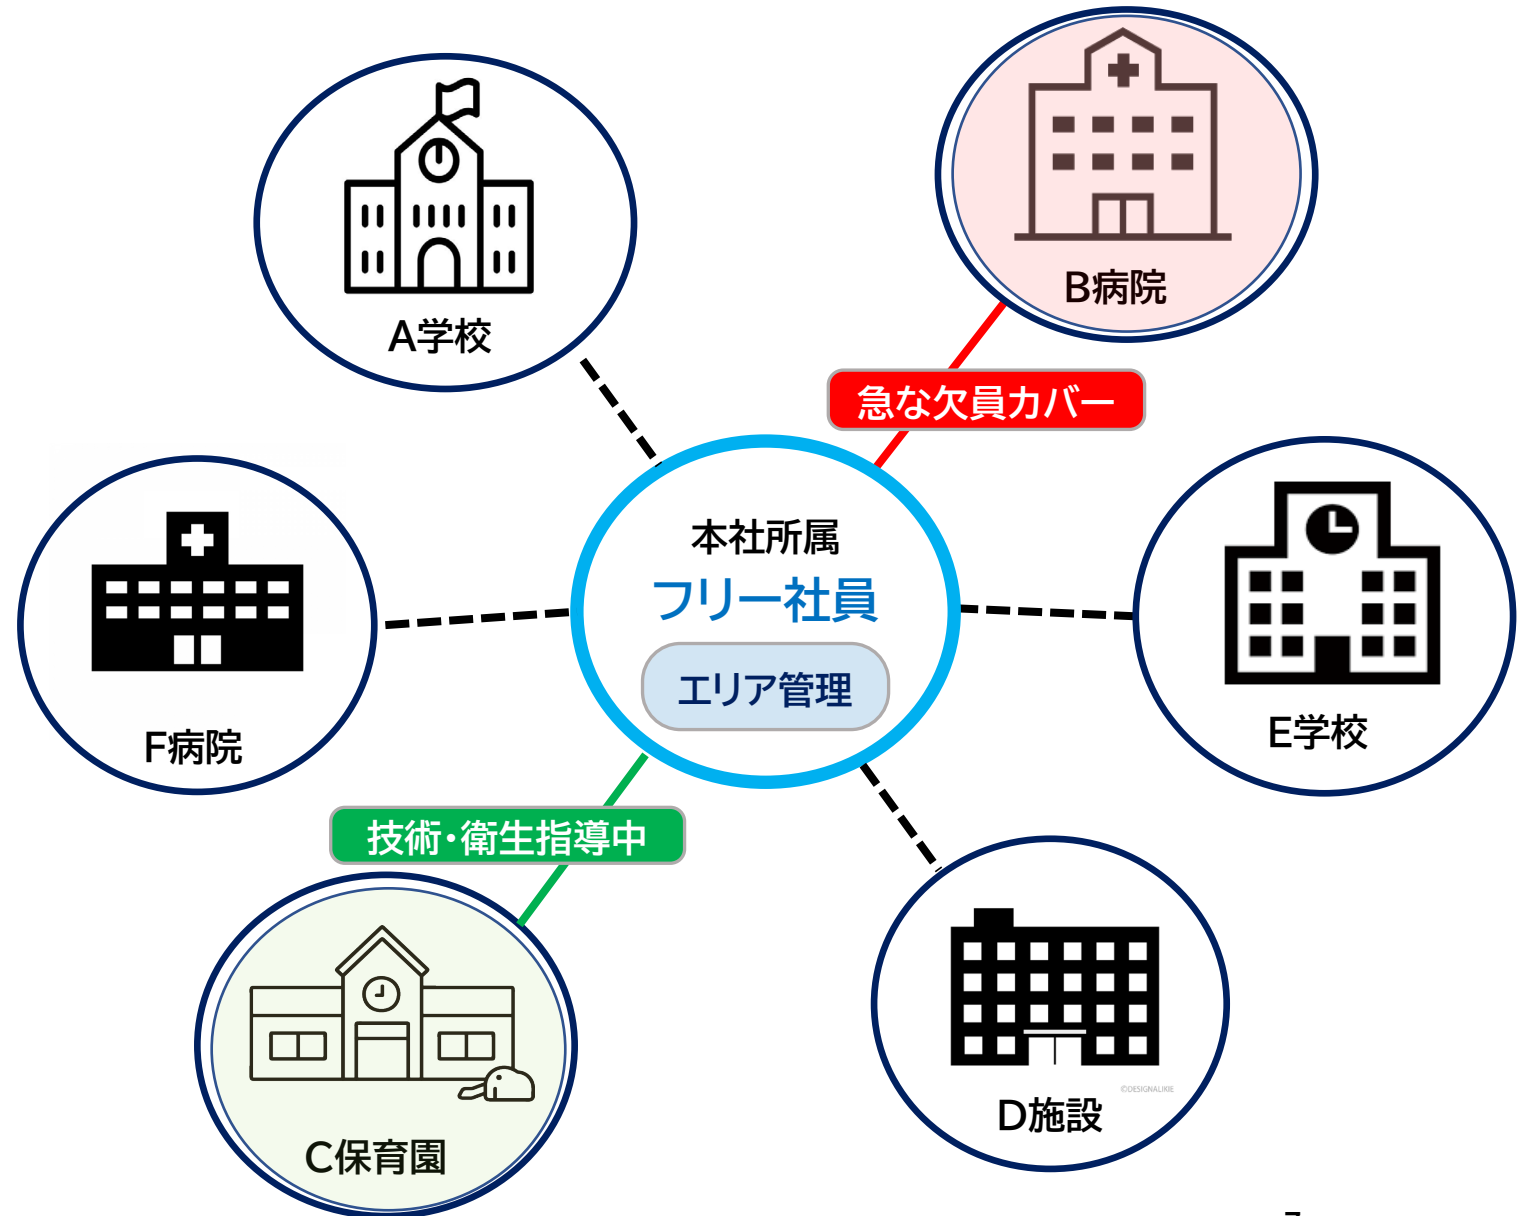 A学校
B病院
急な欠員カバー
本社所属
フリー社員
エリア管理
F病院
E学校
技術・衛生指導中
©DESIGNALIKIE
D施設
C保育園